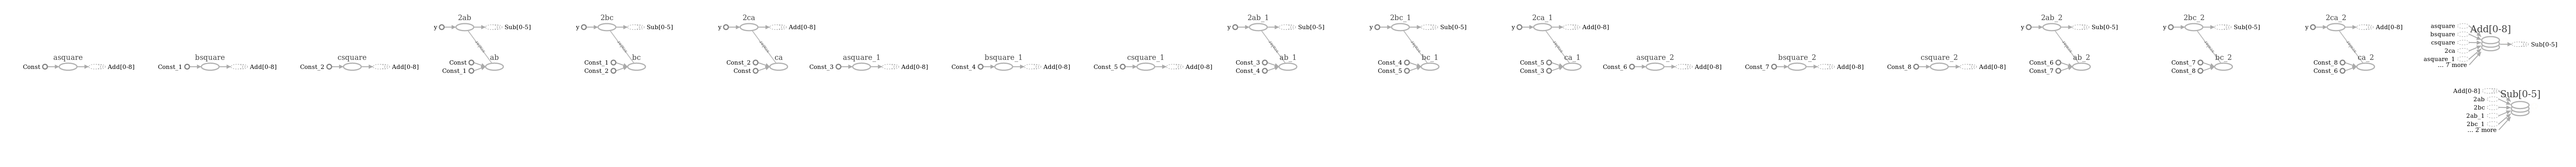 2ab
y Sub[0-5]
2bc
y Sub[0-5]
2ca
y Add[0-8]
2ab_1
y Sub[0-5]
2bc_1
y Sub[0-5]
2ca_1
y Add[0-8]
2ab_2
y Sub[0-5]
2bc_2
y Sub[0-5]
2ca_2
y Add[0-8]
asquare
Const Add[0-8]
bsquare
Const_1 Add[0-8]
csquare
Const_2 Add[0-8]
ab
Const
Const_1
bc
Const_1
Const_2
ca
Const_2
Const
asquare_1
Const_3 Add[0-8]
bsquare_1
Const_4 Add[0-8]
csquare_1
Const_5 Add[0-8]
ab_1
Const_3
Const_4
bc_1
Const_4
Const_5
ca_1
Const_5
Const_3
asquare_2
Const_6 Add[0-8]
bsquare_2
Const_7 Add[0-8]
csquare_2
Const_8 Add[0-8]
ab_2
Const_6
Const_7
bc_2
Const_7
Const_8
ca_2
Const_8
Const_6
Add[0-8]
asquare
bsquare
csquare
2ca
asquare_1
... 7 more
Sub[0-5]
Sub[0-5]
Add[0-8]
2ab
2bc
2ab_1
2bc_1
... 2 more